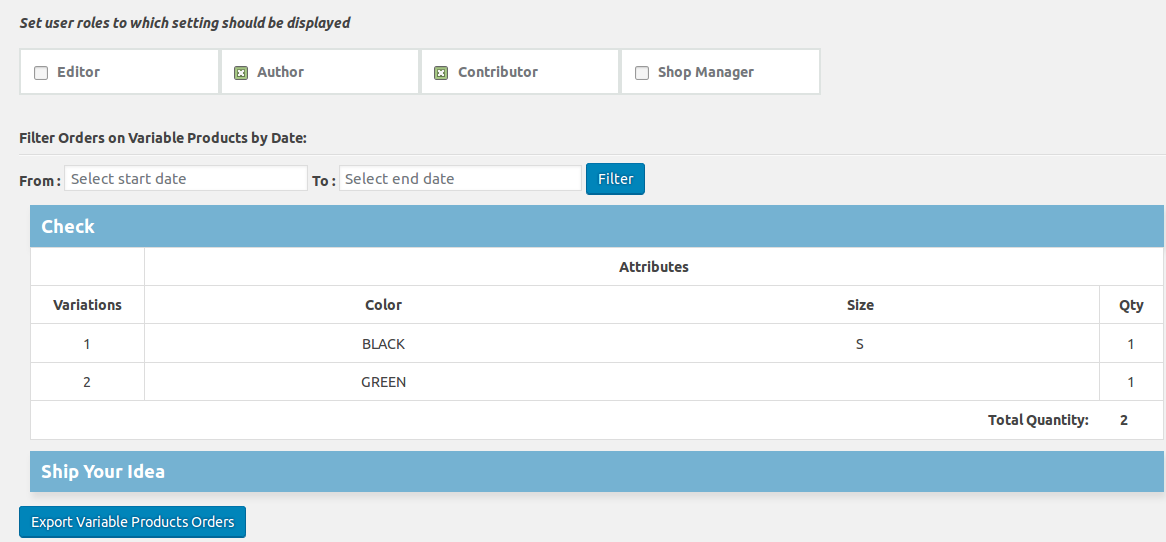 Set user roles to which setting should be displayed
Editor Author Contributor Shop Manager
Filter Orders on Variable Products by Date:
From : Select start date To : Select end date Filter
Check
Attributes
Variations Color Size Qty
1 BLACK S 1
2 GREEN 1
Total Quantity: 2
Ship Your Idea
Export Variable Products Orders